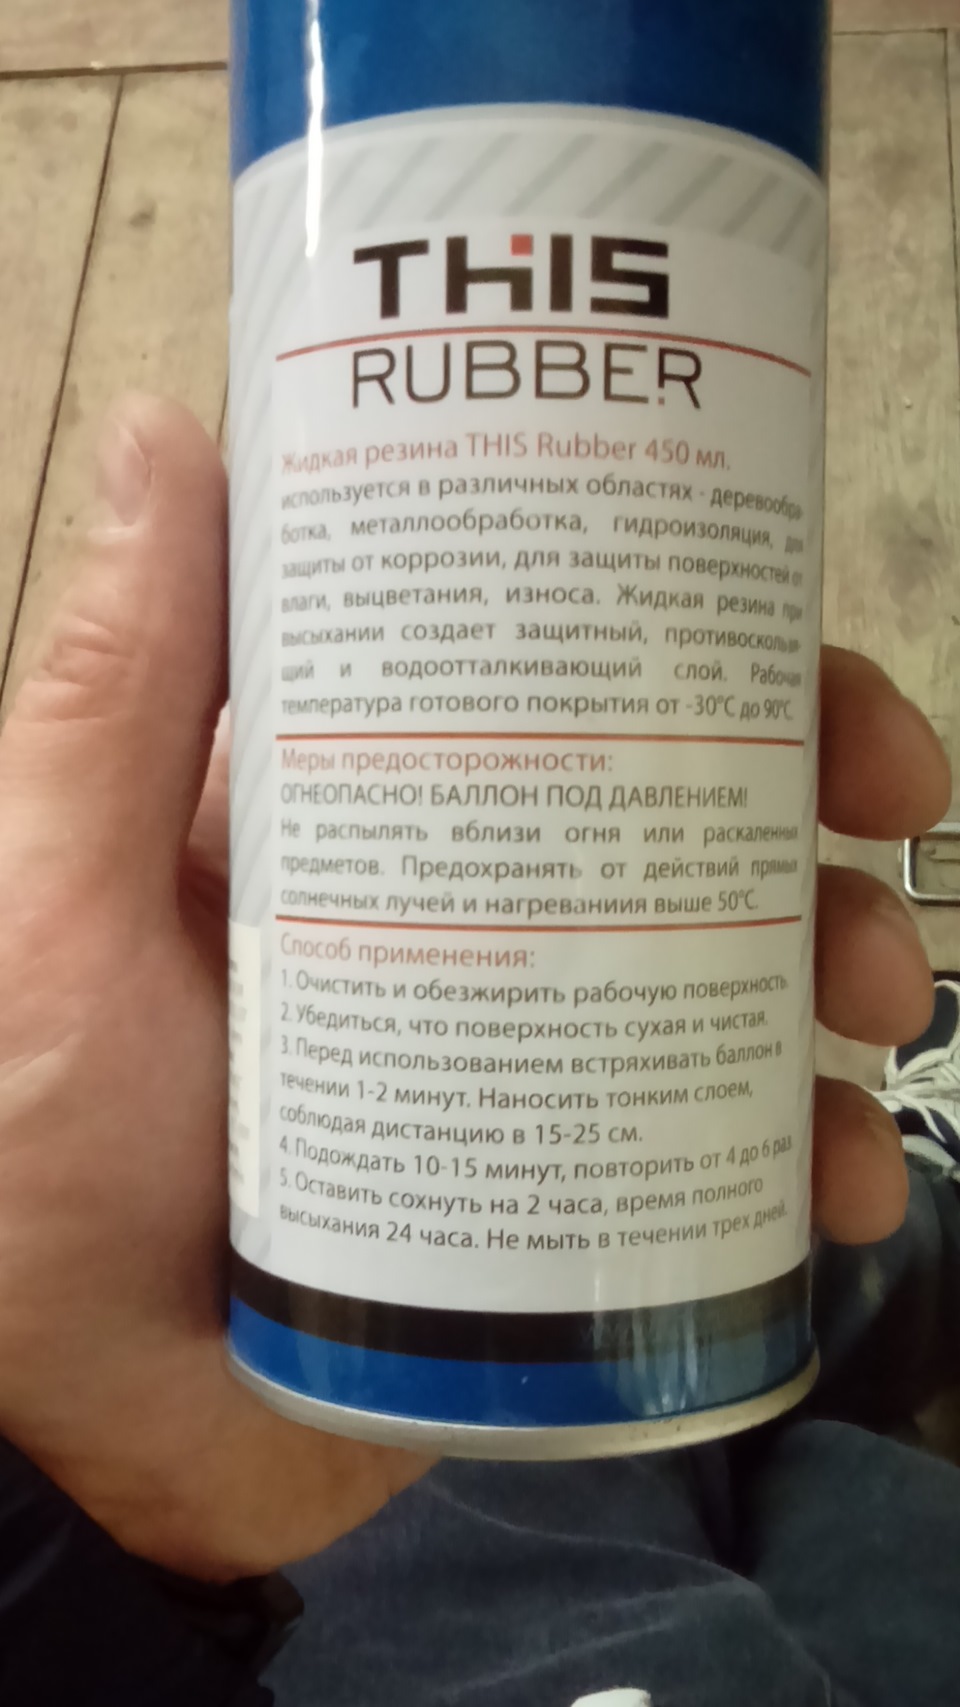 THIS
RUBBER
Жидкая резина THIS Rubber 450 мл.
используется в различных областях - деревообра-
ботка, металлообработка, гидроизоляция, для
защиты от коррозии, для защиты поверхностей от
влаги, выцветания, износа. Жидкая резина при
высыхании создает защитный, противоскользя-
щий и водоотталкивающий слой. Рабочая
температура готового покрытия от -30°C до 90°C
Меры предосторожности:
ОГНЕОПАСНО! БАЛЛОН ПОД ДАВЛЕНИЕМ!
Не распылять вблизи огня или раскаленных
предметов. Предохранять от действий прямых
солнечных лучей и нагреваниия выше 50°C.
Способ применения:
1. Очистить и обезжирить рабочую поверхность.
2. Убедиться, что поверхность сухая и чистая.
3. Перед использованием встряхивать баллон в
течении 1-2 минут. Наносить тонким слоем,
соблюдая дистанцию в 15-25 см.
4. Подождать 10-15 минут, повторить от 4 до 6 раз
5. Оставить сохнуть на 2 часа, время полного
высыхания 24 часа. Не мыть в течении трех дней.